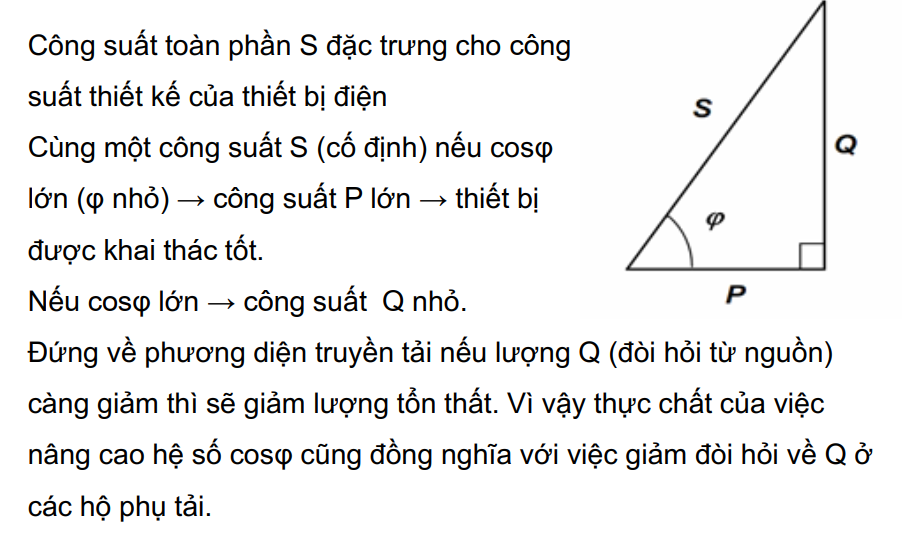 Công suất toàn phần S đặc trưng cho công
suất thiết kế của thiết bị điện
Cùng một công suất S (cố định) nếu cosφ
lớn (φ nhỏ) → công suất P lớn → thiết bị
được khai thác tốt.
Nếu cosφ lớn → công suất Q nhỏ.
Đứng về phương diện truyền tải nếu lượng Q (đòi hỏi từ nguồn)
càng giảm thì sẽ giảm lượng tổn thất. Vì vậy thực chất của việc
nâng cao hệ số cosφ cũng đồng nghĩa với việc giảm đòi hỏi về Q ở
các hộ phụ tải.
S
Q
φ
P